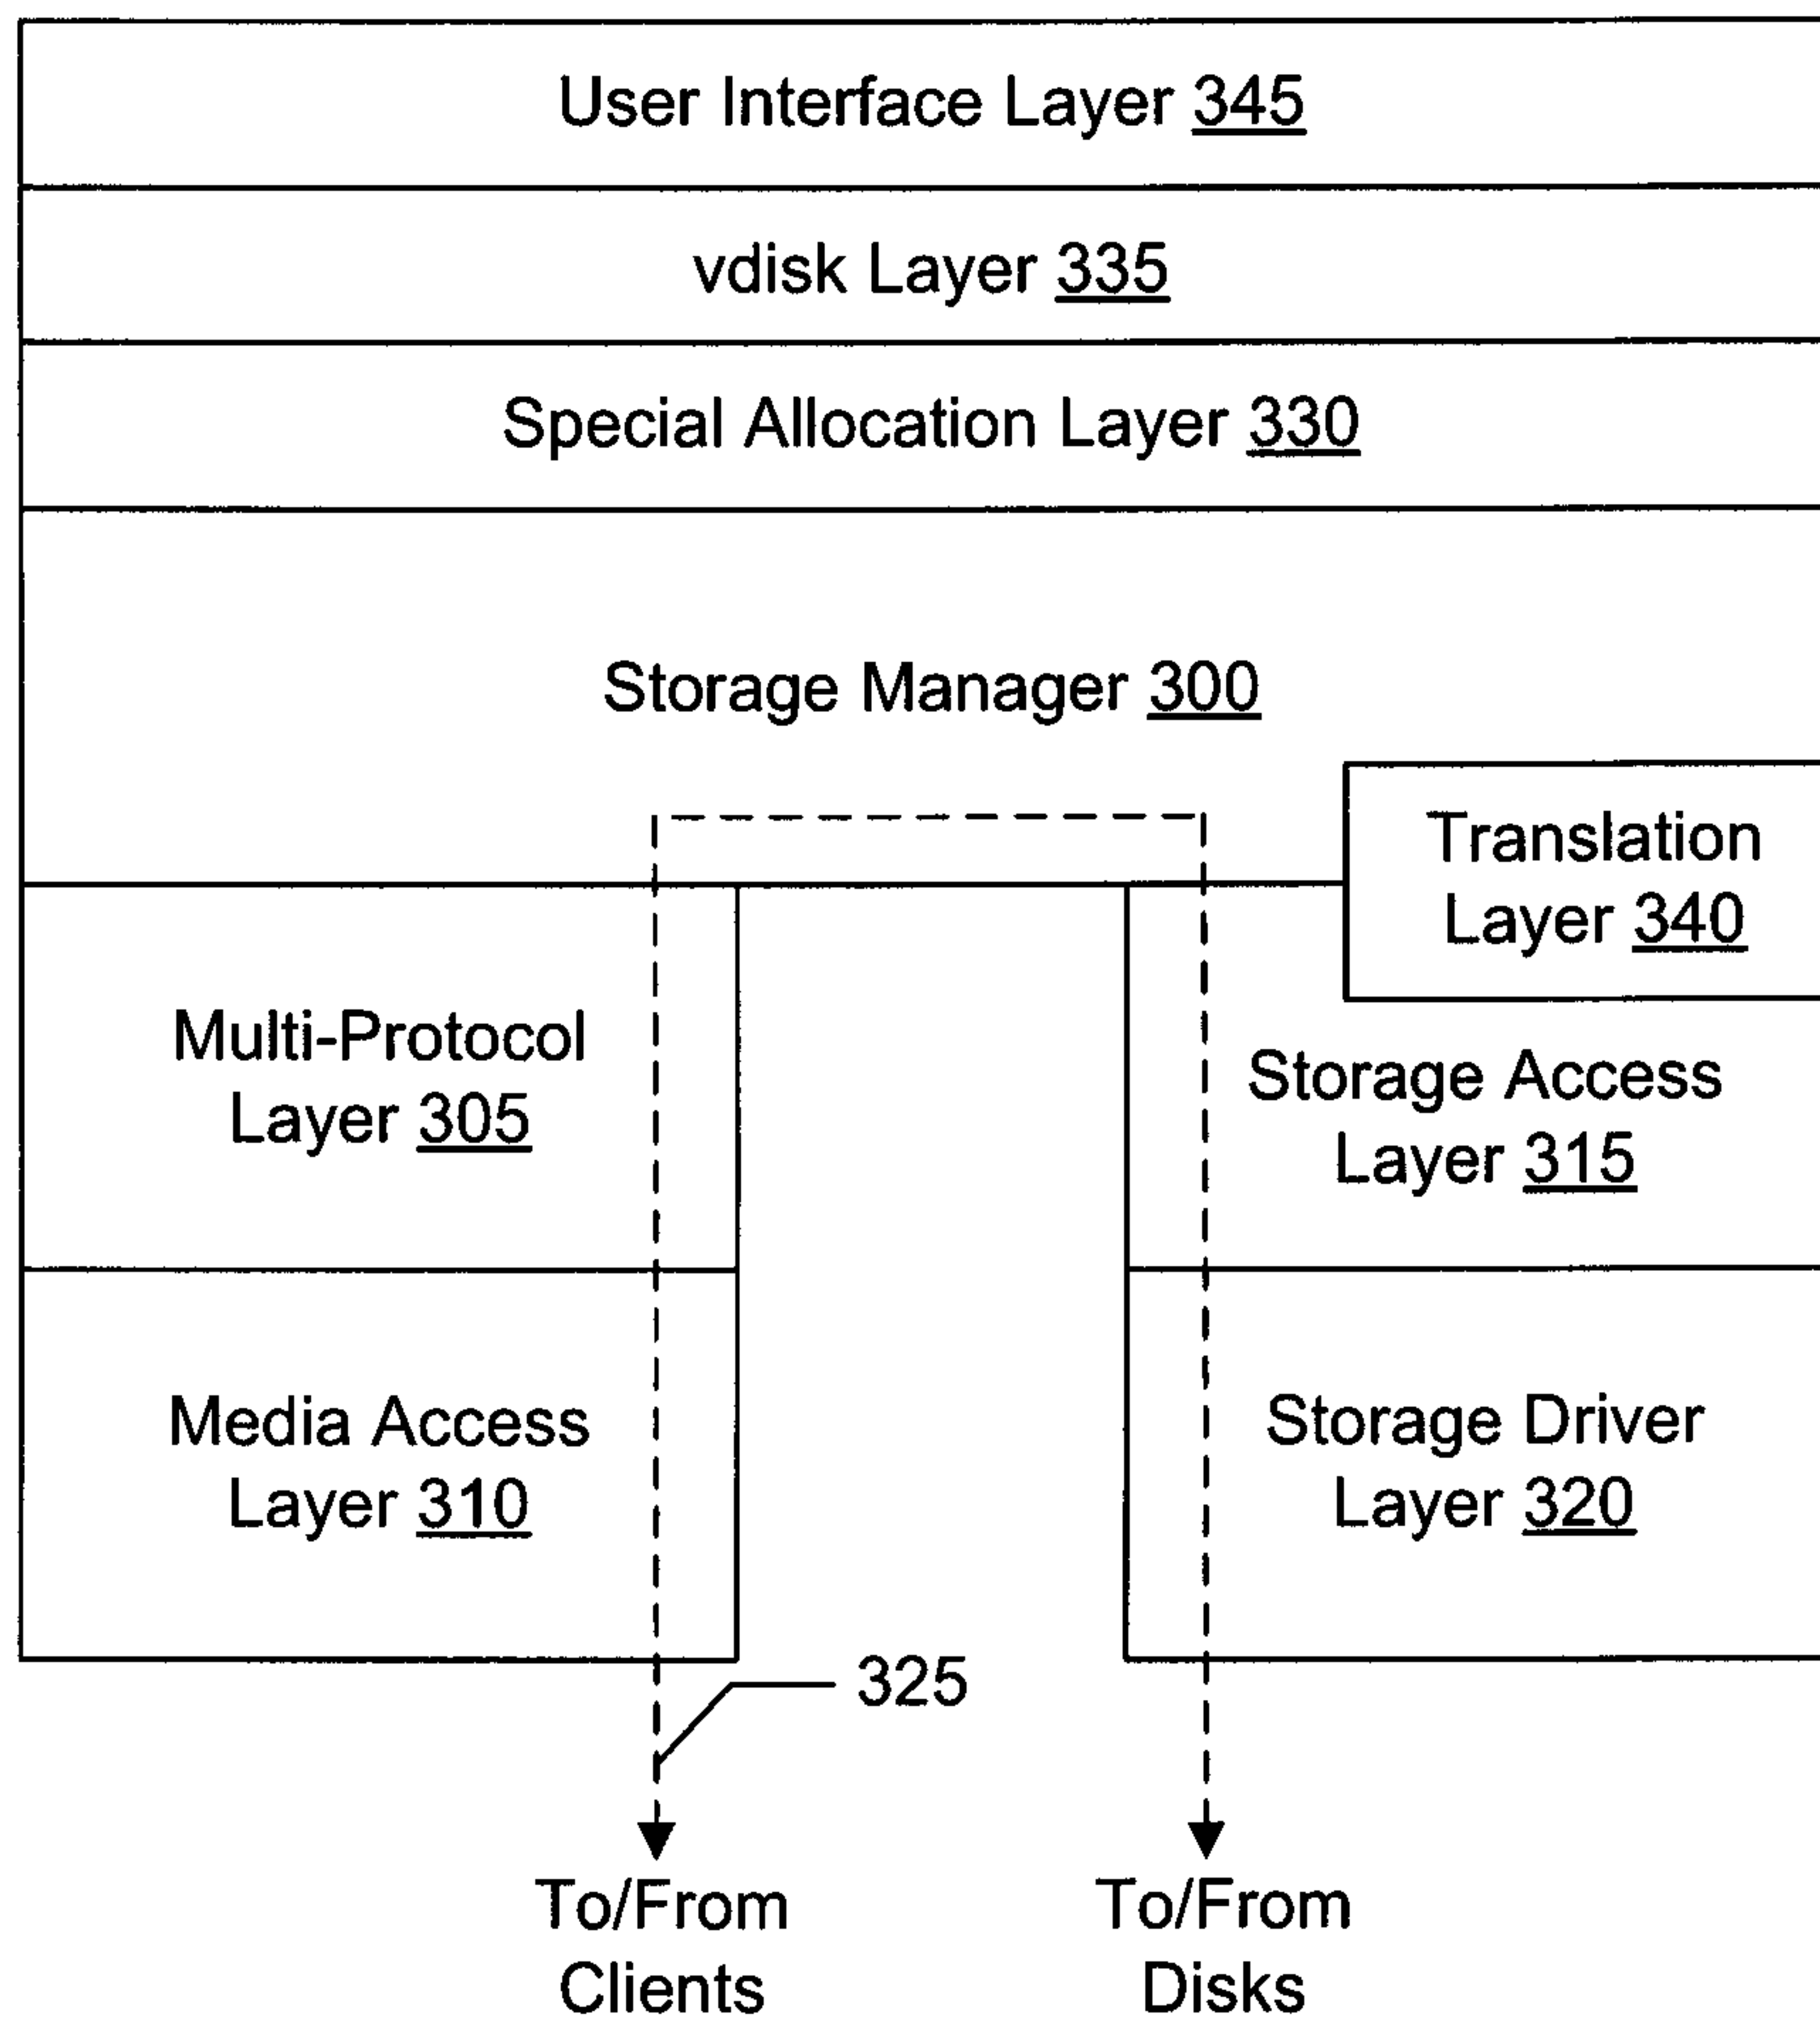 User Interface Layer 345
vdisk Layer 335
Special Allocation Layer 330
Storage Manager 300
Translation
Layer 340
Multi-Protocol
Layer 305
Storage Access
Layer 315
Media Access
Layer 310
Storage Driver
Layer 320
325
To/From
Clients
To/From
Disks